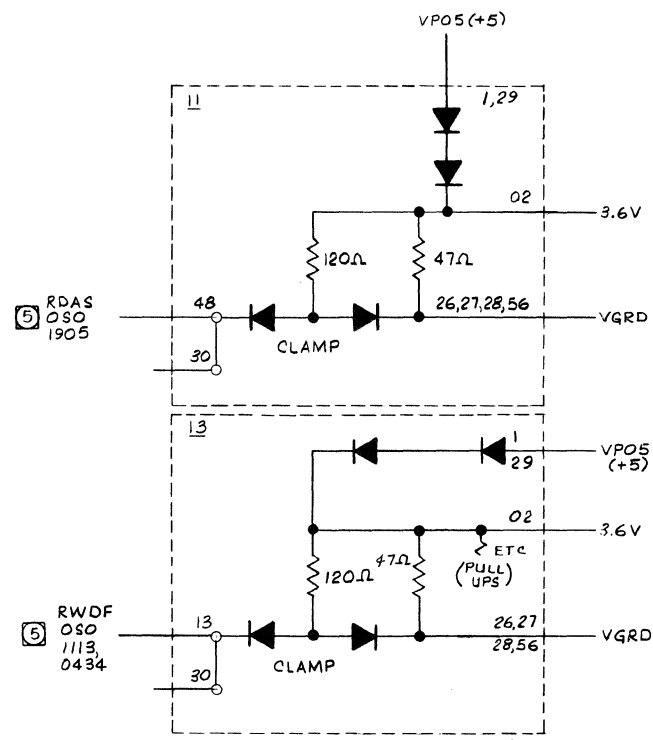 VP05 (+5)
11
1,29
02
3.6V
120Ω
47Ω
26,27,28,56
VGRD
5
RDAS
OSO
1905
48
30
CLAMP
13
1
29
VP05
(+5)
02
3.6V
ETC
(PULL
UPS)
47Ω
120Ω
5
RWDF
OSO
1113,
0434
13
30
CLAMP
26,27
28,56
VGRD